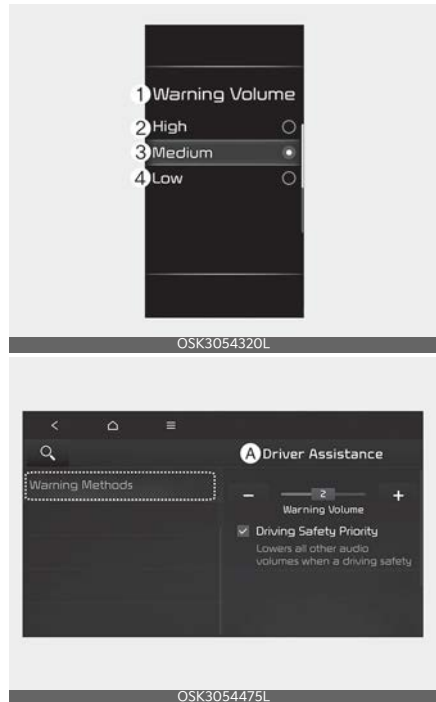 1 Warning Volume
2 High
3 Medium
4 Low
OSK3054320L
A Driver Assistance
Warning Methods
2
Warning Volume
Driving Safety Priority
Lowers all other audio
volumes when a driving safety
OSK3054475L